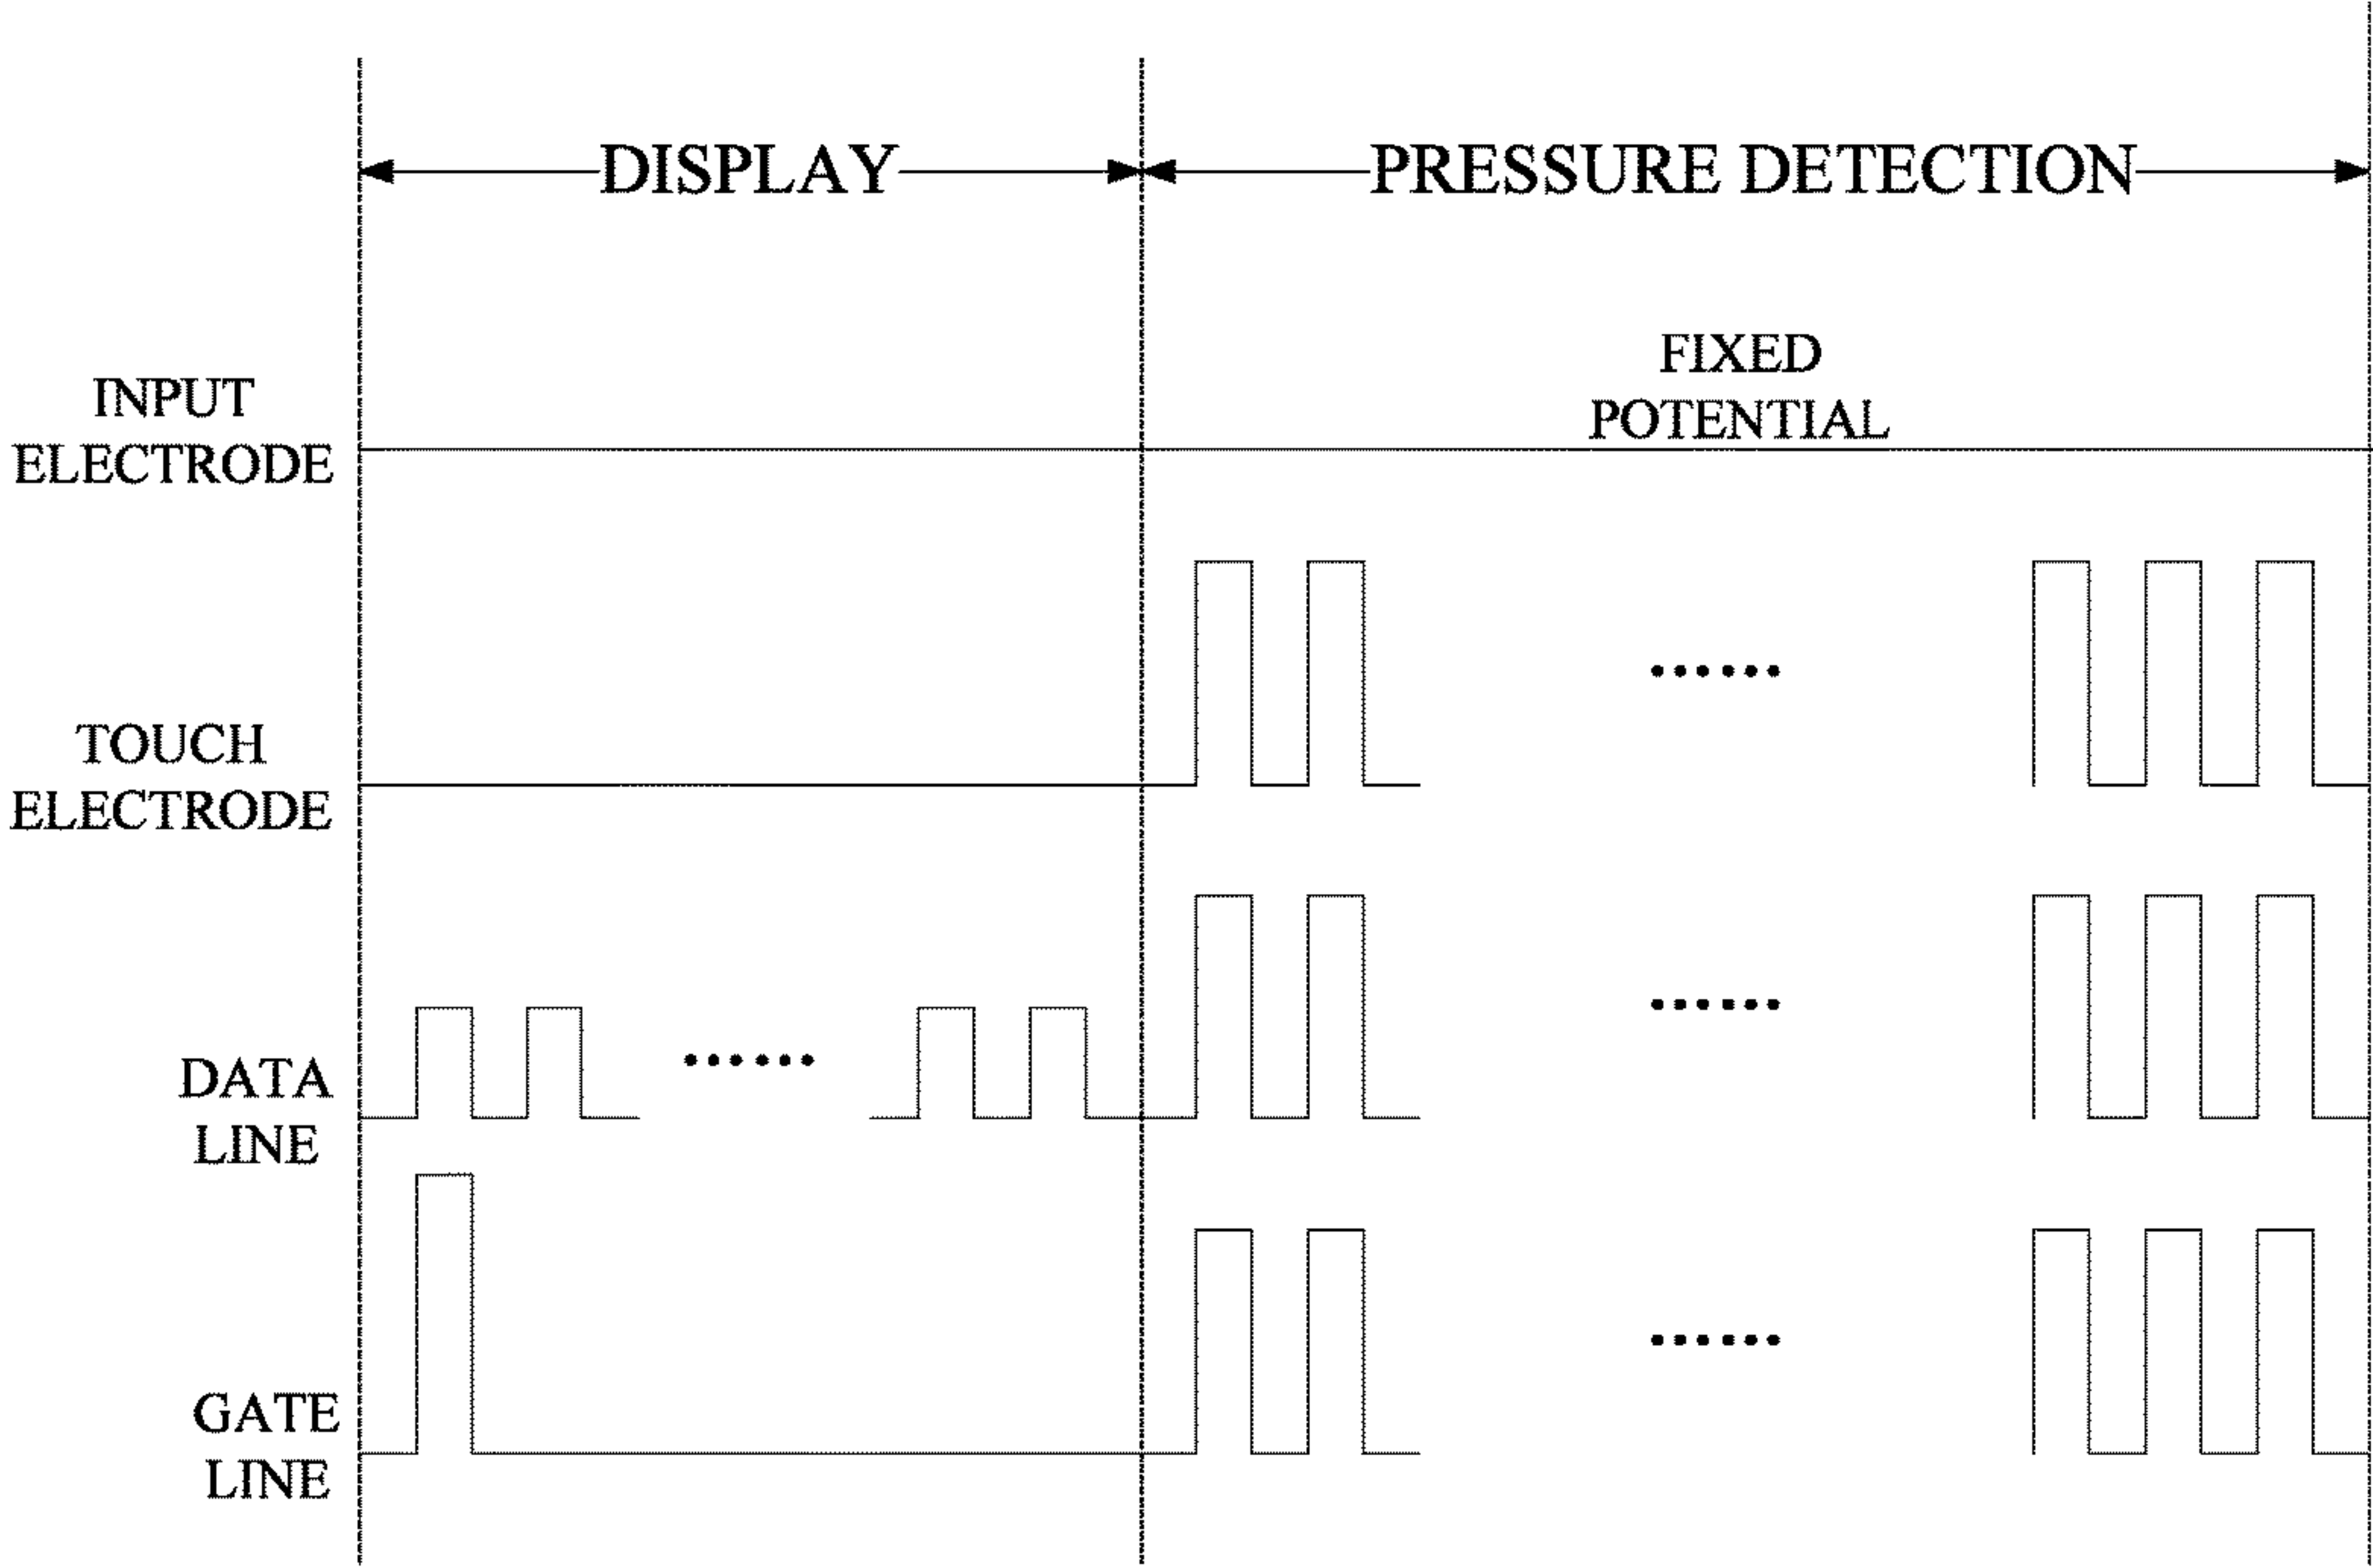 DISPLAY
PRESSURE DETECTION
FIXED
POTENTIAL
INPUT
ELECTRODE
TOUCH
ELECTRODE
DATA
LINE
GATE
LINE